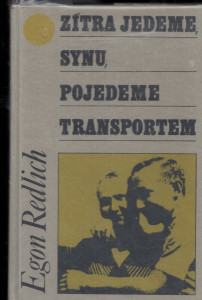 ZÍTRA JEDEME,
SYNU,
POJEDEME
TRANSPORTEM
Egon Redlich